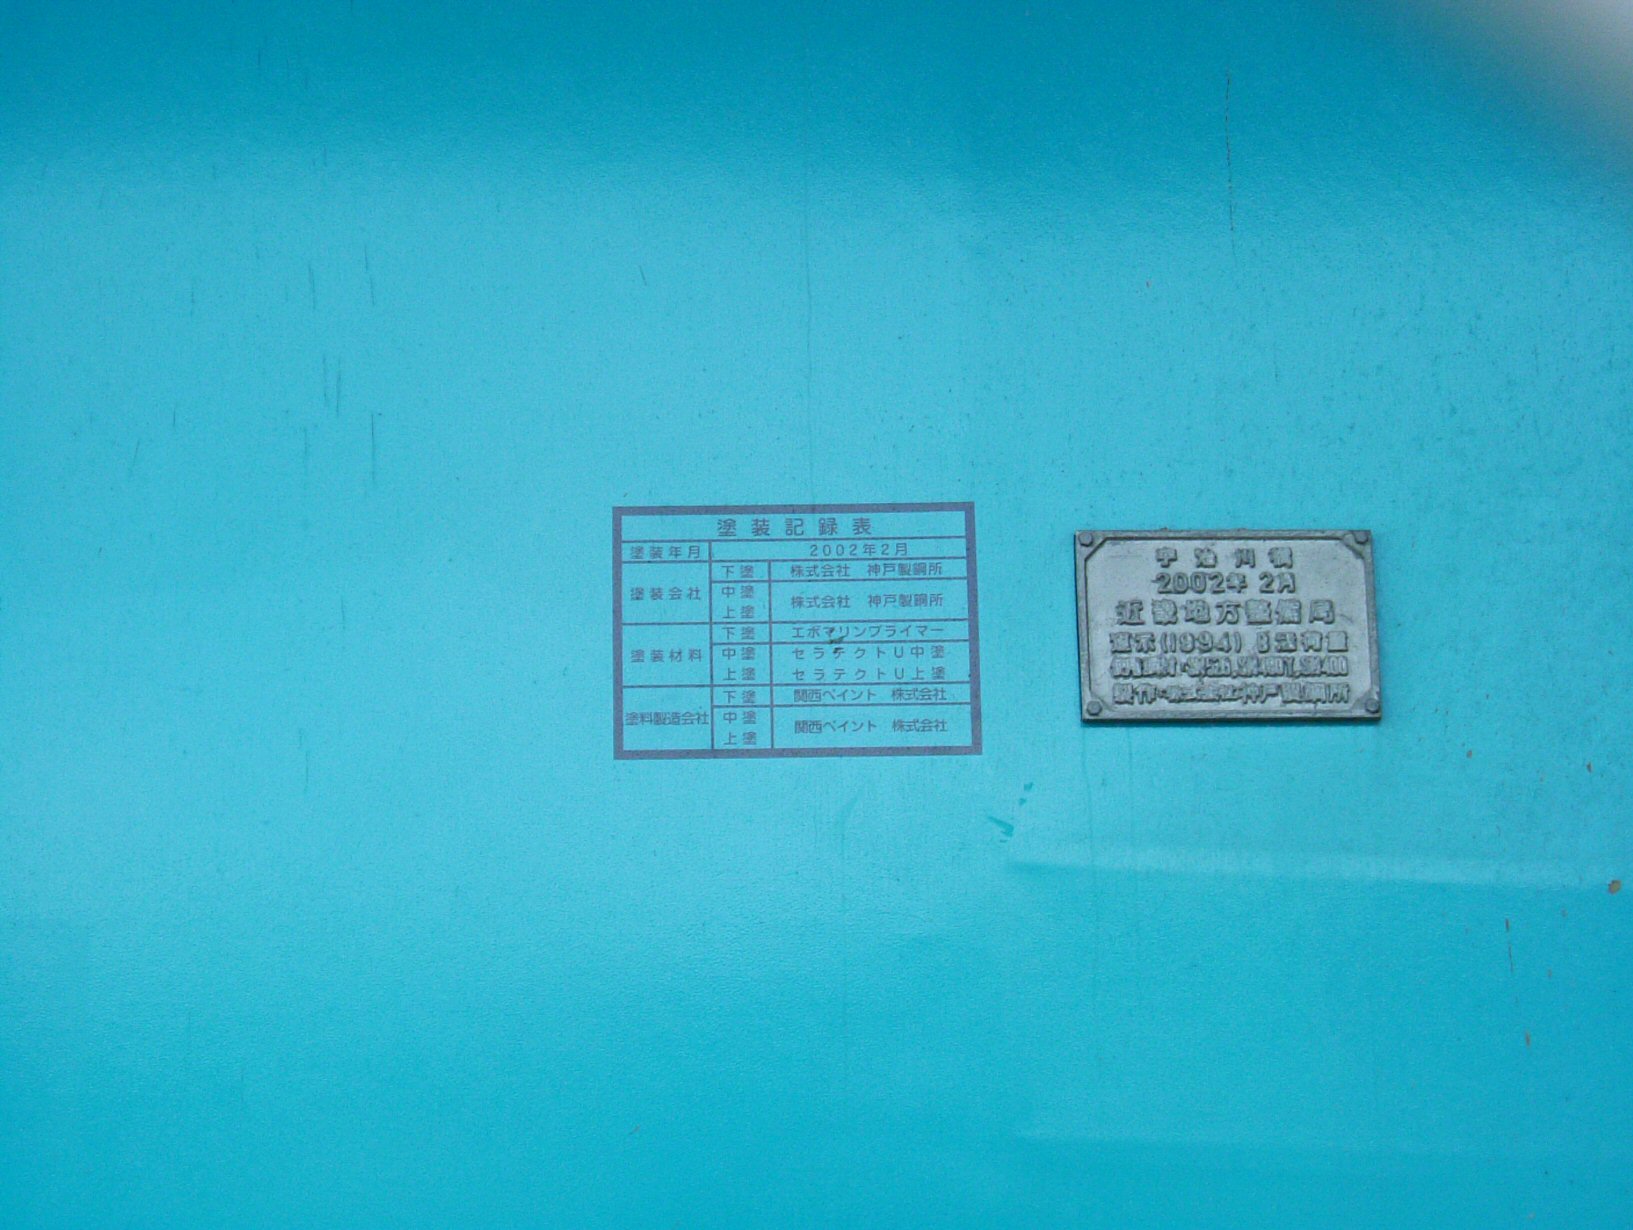 塗装記録表
塗装年月 2002年2月
塗装会社 下塗 株式会社 神戸製鋼所
中塗
上塗 株式会社 神戸製鋼所
塗装材料 下塗 エポマリンプライマー
中塗 セラテクトU中塗
上塗 セラテクトU上塗
塗料製造会社 下塗 関西ペイント 株式会社
中塗
上塗 関西ペイント 株式会社
宇治川橋
2002年2月
近畿地方整備局
道示(1994) B活荷重
製作:株式会社神戸製鋼所